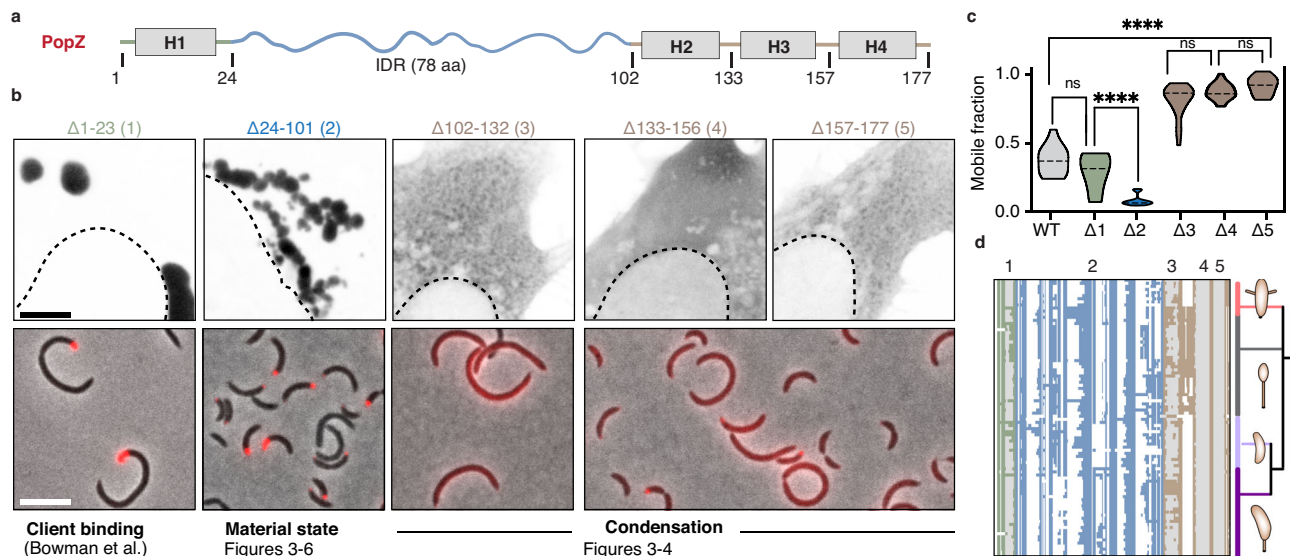 a
PopZ
H1
IDR (78 aa)
H2
H3
H4
1
24
102
133
157
177
b
Δ1-23 (1)
Δ24-101 (2)
Δ102-132 (3)
Δ133-156 (4)
Δ157-177 (5)
Client binding
(Bowman et al.)
Material state
Figures 3-6
Condensation
Figures 3-4
c
****
ns
ns
ns
****
Mobile fraction
1.0
0.5
0.0
WT
Δ1
Δ2
Δ3
Δ4
Δ5
d
1
2
3
4
5